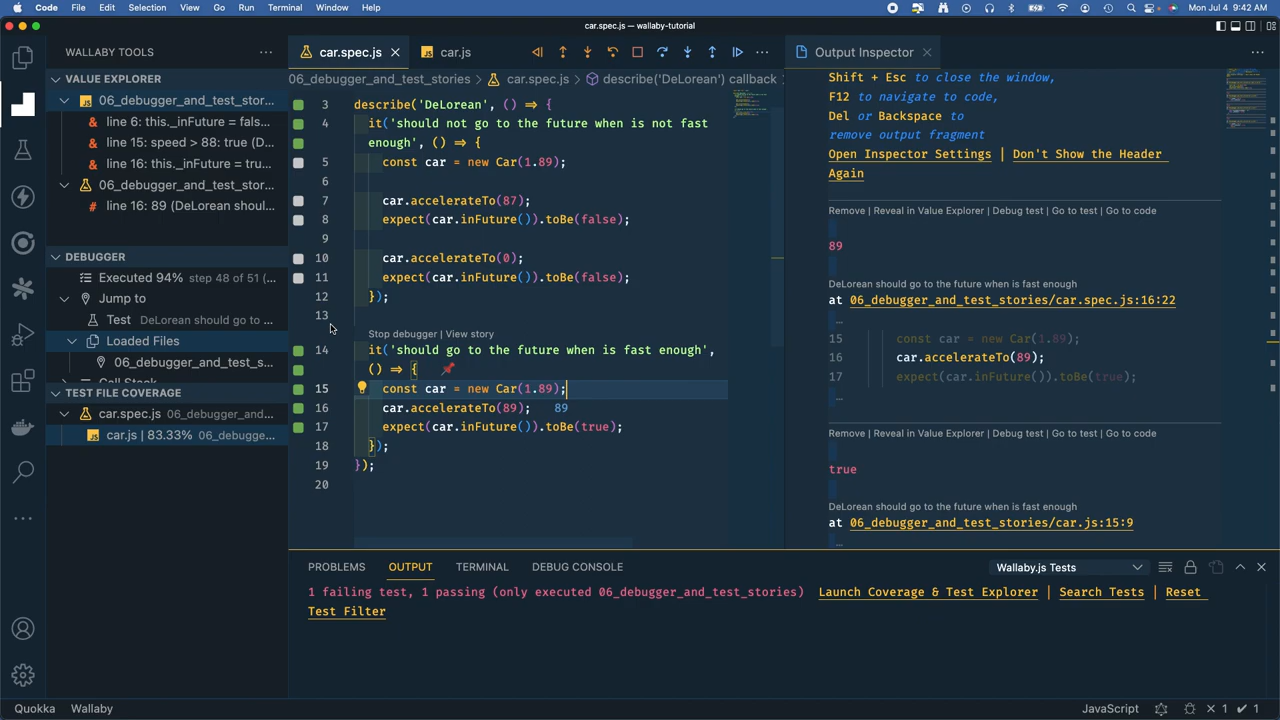 Code File Edit Selection View Go Run Terminal Window Help Mon Jul 4 9:42 AM
car.spec.js — wallaby-tutorial
WALLABY TOOLS ···
VALUE EXPLORER
06_debugger_and_test_stor...
line 6: this._inFuture = fals...
line 15: speed > 88: true (D...
line 16: this._inFuture = tru...
06_debugger_and_test_stor...
line 16: 89 (DeLorean shoul...
DEBUGGER
Executed 94% step 48 of 51 (...
Jump to
Test DeLorean should go to ...
Loaded Files
06_debugger_and_test_s...
Call Stack
TEST FILE COVERAGE
car.spec.js 06_debugger_and_t...
car.js | 83.33% 06_debugge...
car.spec.js car.js
06_debugger_and_test_stories > car.spec.js > describe('DeLorean') callback >
3 describe('DeLorean', () => {
4 it('should not go to the future when is not fast
enough', () => {
5 const car = new Car(1.89);
6
7 car.accelerateTo(87);
8 expect(car.inFuture()).toBe(false);
9
10 car.accelerateTo(0);
11 expect(car.inFuture()).toBe(false);
12 });
13
Stop debugger | View story
14 it('should go to the future when is fast enough',
() => {
15 const car = new Car(1.89);
16 car.accelerateTo(89); 89
17 expect(car.inFuture()).toBe(true);
18 });
19 });
20
Output Inspector
Shift + Esc to close the window,
F12 to navigate to code,
Del or Backspace to
remove output fragment
Open Inspector Settings | Don't Show the Header
Again
Remove | Reveal in Value Explorer | Debug test | Go to test | Go to code
89
DeLorean should go to the future when is fast enough
at 06_debugger_and_test_stories/car.spec.js:16:22
…
15 const car = new Car(1.89);
16 car.accelerateTo(89);
17 expect(car.inFuture()).toBe(true);
…
Remove | Reveal in Value Explorer | Debug test | Go to test | Go to code
true
DeLorean should go to the future when is fast enough
at 06_debugger_and_test_stories/car.js:15:9
…
PROBLEMS OUTPUT TERMINAL DEBUG CONSOLE Wallaby.js Tests
1 failing test, 1 passing (only executed 06_debugger_and_test_stories) Launch Coverage & Test Explorer | Search Tests | Reset
Test Filter
Quokka Wallaby JavaScript 1 1